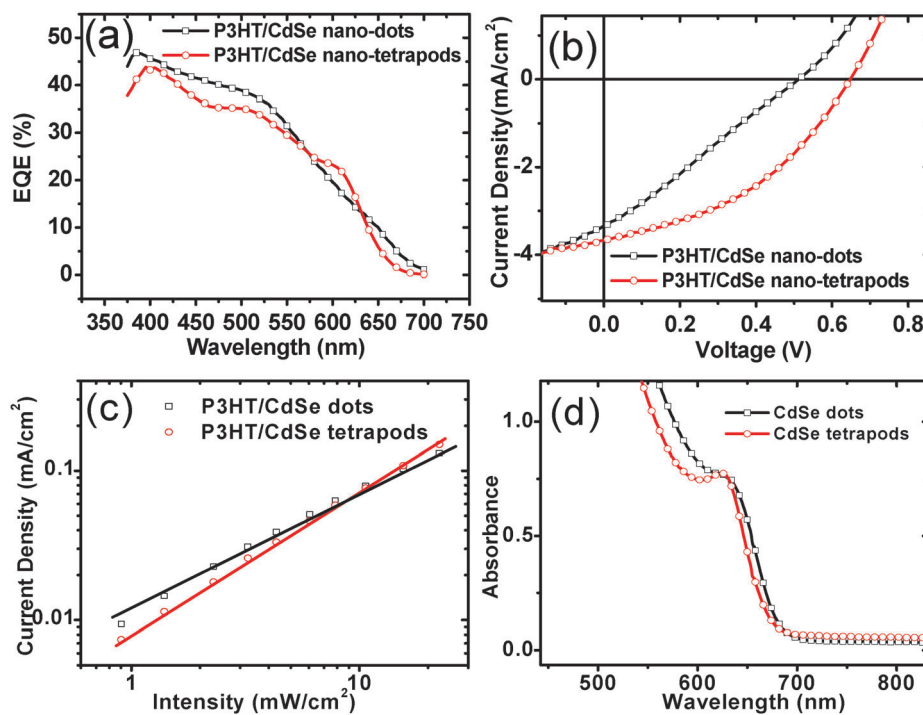 (a)
P3HT/CdSe nano-dots
P3HT/CdSe nano-tetrapods
50
40
30
20
10
0
EQE (%)
350 400 450 500 550 600 650 700 750
Wavelength (nm)
(b)
0
-2
-4
Current Density(mA/cm²)
P3HT/CdSe nano-dots
P3HT/CdSe nano-tetrapods
0.0 0.2 0.4 0.6 0.8
Voltage (V)
(c)
P3HT/CdSe dots
P3HT/CdSe tetrapods
0.1
0.01
Current Density (mA/cm²)
1 10
Intensity (mW/cm²)
(d)
CdSe dots
CdSe tetrapods
1.0
0.5
0.0
Absorbance
500 600 700 800
Wavelength (nm)